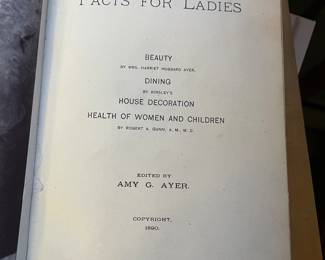 FACTS FOR LADIES
BEAUTY
BY MRS. HARRIET HUBBARD AYER.
DINING
BY KINSLEY'S
HOUSE DECORATION
HEALTH OF WOMEN AND CHILDREN
BY ROBERT A. GUNN, A. M., M. D.
EDITED BY
AMY G. AYER.
COPYRIGHT,
1890.